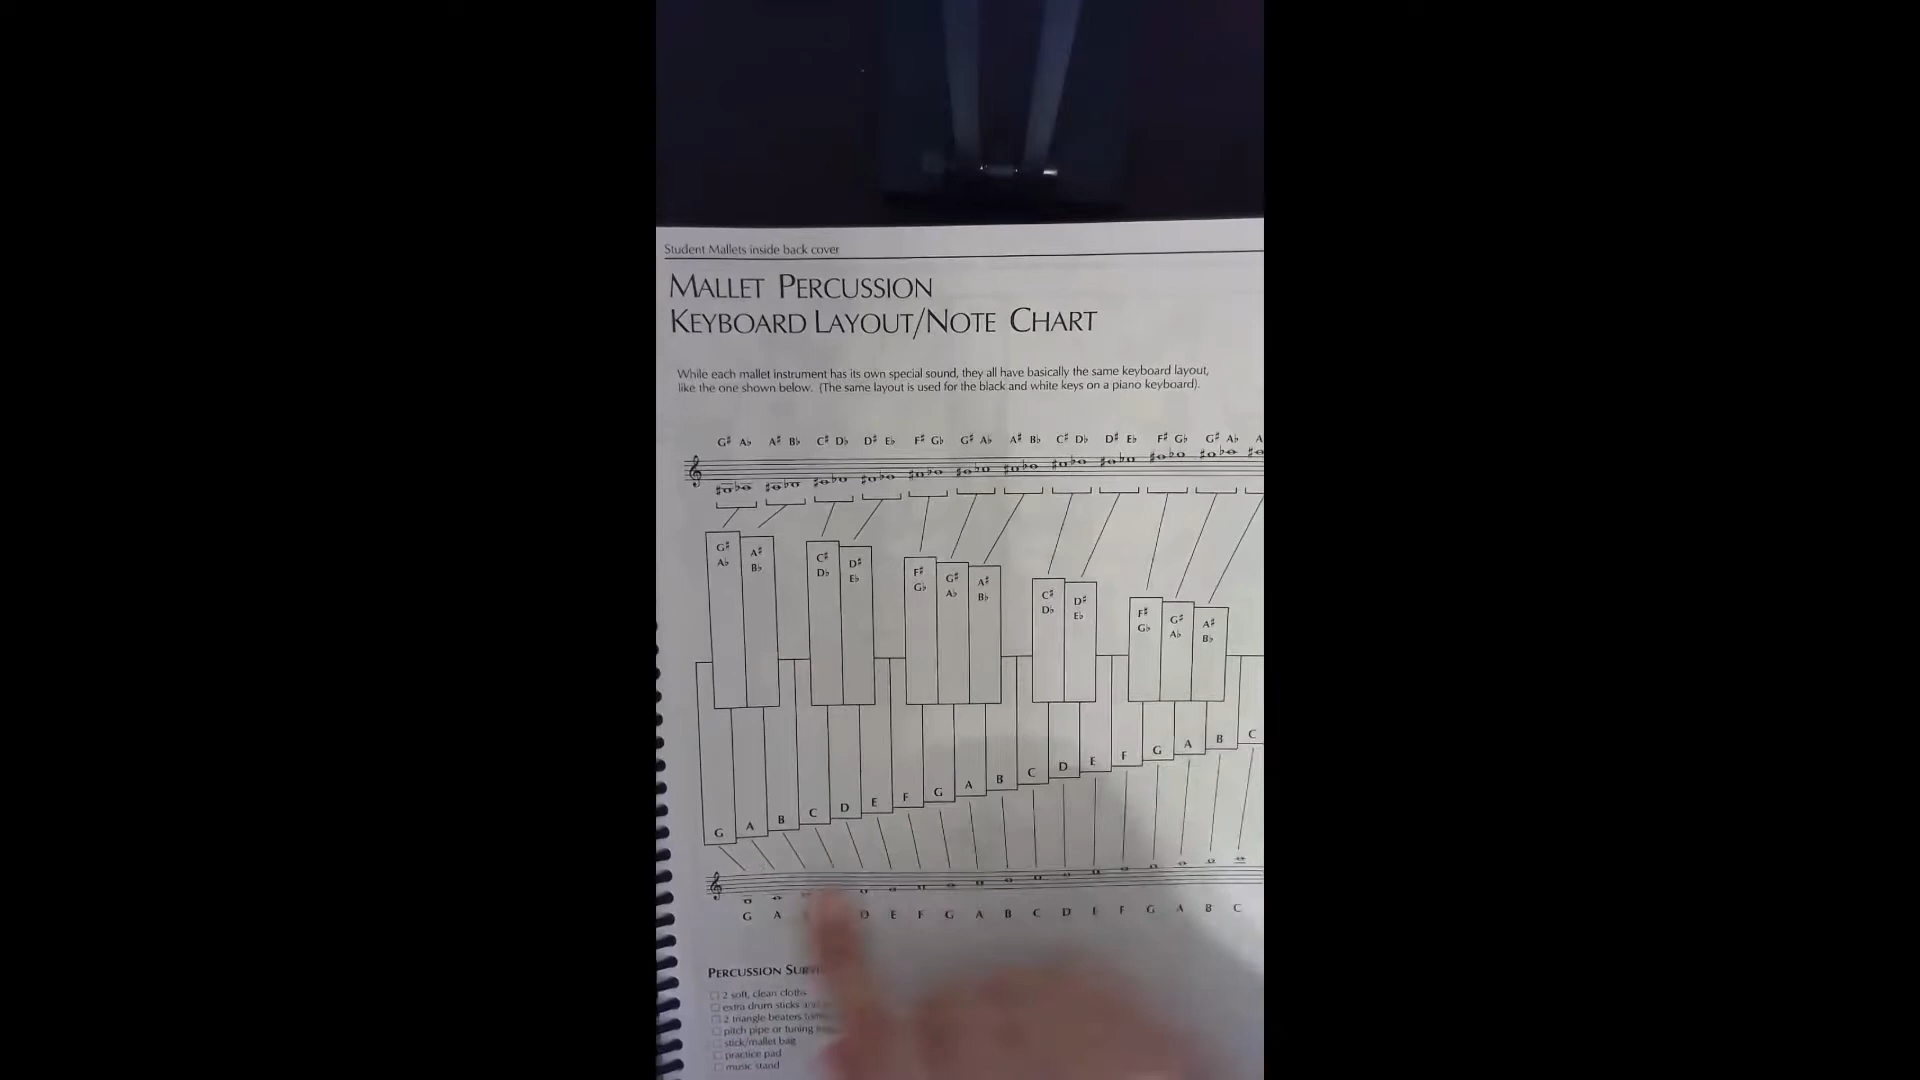 Student Mallets inside back cover
MALLET PERCUSSION
KEYBOARD LAYOUT/NOTE CHART
While each mallet instrument has its own special sound, they all have basically the same keyboard layout,
like the one shown below. (The same layout is used for the black and white keys on a piano keyboard).
G♯ A♭ A♯ B♭ C♯ D♭ D♯ E♭ F♯ G♭ G♯ A♭ A♯ B♭ C♯ D♭ D♯ E♭ F♯ G♭ G♯ A♭ A
G♯ A♯ C♯ D♯ F♯ G♯ A♯ C♯ D♯ F♯ G♯ A♯
A♭ B♭ D♭ E♭ G♭ A♭ B♭ D♭ E♭ G♭ A♭ B♭
G A B C D E F G A B C D E F G A B C
G A D E F G A B C D E F G A B C
PERCUSSION
2 soft, clean cloths
extra drum sticks
2 triangle beaters
pitch pipe or tuning
stick/mallet bag
practice pad
music stand